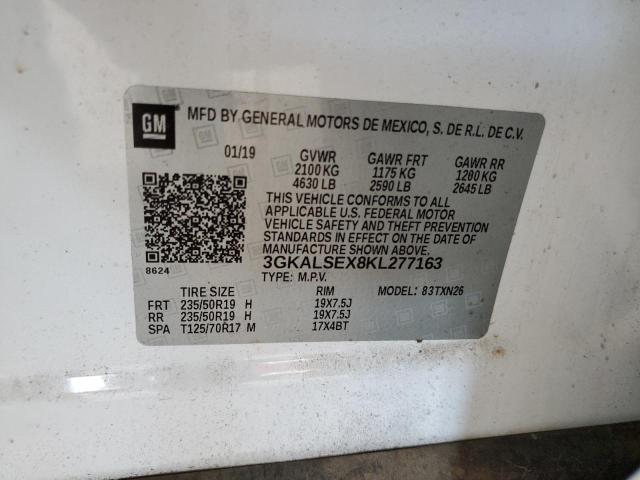 GM
MFD BY GENERAL MOTORS DE MEXICO, S. DE R.L. DE C.V.
01/19 GVWR GAWR FRT GAWR RR
2100 KG 1175 KG 1200 KG
4630 LB 2590 LB 2645 LB
THIS VEHICLE CONFORMS TO ALL
APPLICABLE U.S. FEDERAL MOTOR
VEHICLE SAFETY AND THEFT PREVENTION
STANDARDS IN EFFECT ON THE DATE OF
MANUFACTURE SHOWN ABOVE.
8624
3GKALSEX8KL277163
TYPE: M.P.V.
TIRE SIZE RIM MODEL: 83TXN26
FRT 235/50R19 H 19X7.5J
RR 235/50R19 H 19X7.5J
SPA T125/70R17 M 17X4BT